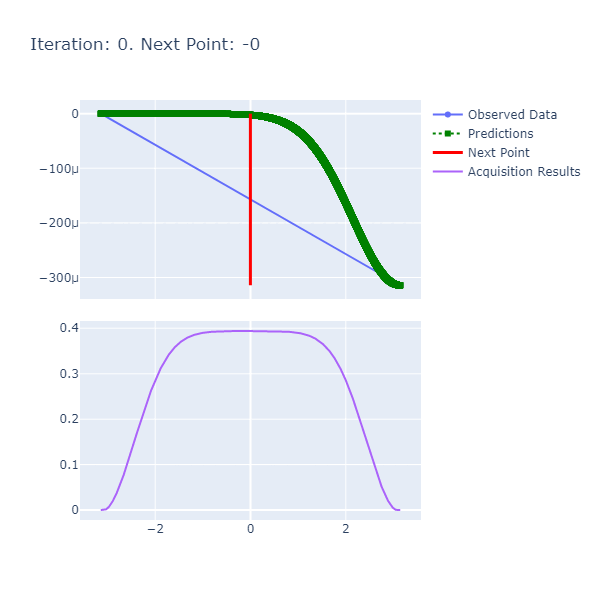 Iteration: 0. Next Point: -0
0
−100μ
−200μ
−300μ
Observed Data
Predictions
Next Point
Acquisition Results
0.4
0.3
0.2
0.1
0
−2
0
2